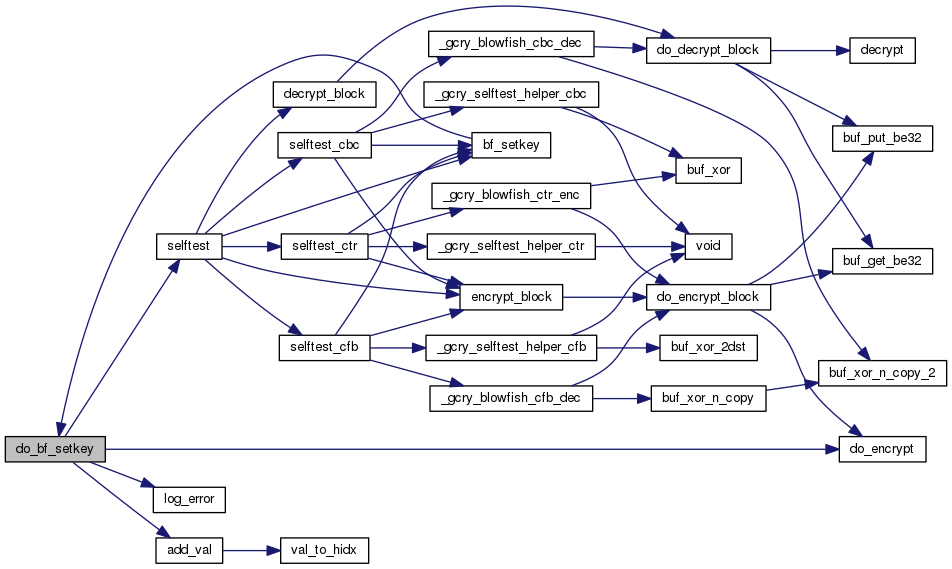 _gcry_blowfish_cbc_dec
do_decrypt_block
decrypt
decrypt_block
_gcry_selftest_helper_cbc
buf_put_be32
selftest_cbc
bf_setkey
buf_xor
_gcry_blowfish_ctr_enc
selftest
selftest_ctr
_gcry_selftest_helper_ctr
void
buf_get_be32
encrypt_block
do_encrypt_block
selftest_cfb
_gcry_selftest_helper_cfb
buf_xor_2dst
buf_xor_n_copy_2
_gcry_blowfish_cfb_dec
buf_xor_n_copy
do_bf_setkey
do_encrypt
log_error
add_val
val_to_hidx